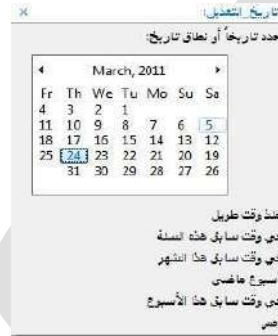 تاريخ التعديل:
حدد تاريخاً أو نطاق تاريخ:
March, 2011
Fr Th We Tu Mo Su Sa
4 3 2 1
11 10 9 8 7 6 5
18 17 16 15 14 13 12
25 24 23 22 21 20 19
31 30 29 28 27 26
منذ وقت طويل
في وقت سابق هذه السنة
في وقت سابق هذا الشهر
أسبوع ماضي
في وقت سابق هذا الأسبوع